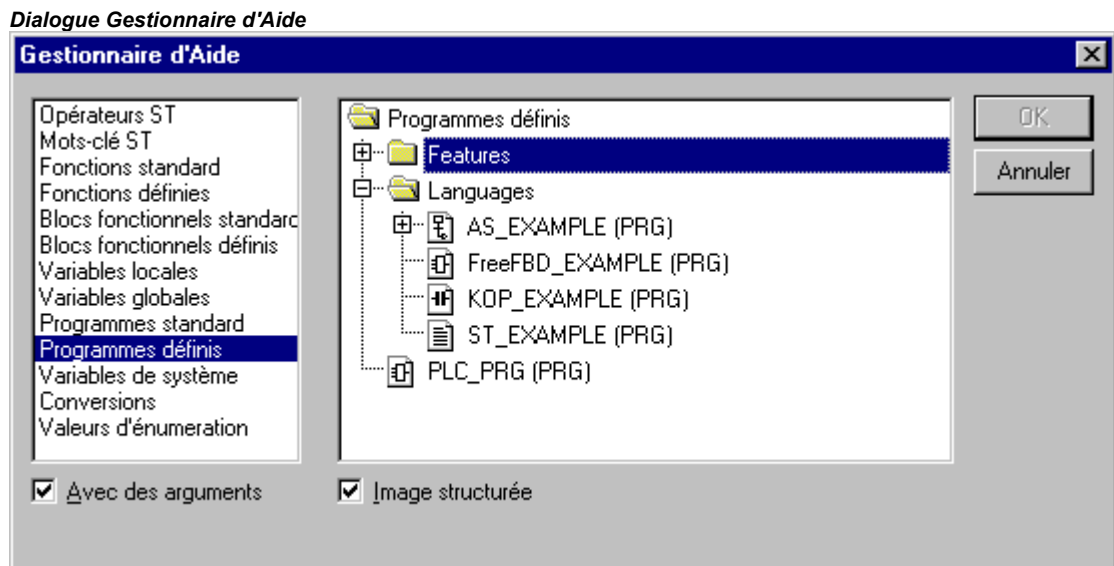 Dialogue Gestionnaire d'Aide
Gestionnaire d'Aide
Opérateurs ST
Mots-clé ST
Fonctions standard
Fonctions définies
Blocs fonctionnels standard
Blocs fonctionnels définis
Variables locales
Variables globales
Programmes standard
Programmes définis
Variables de système
Conversions
Valeurs d'énumeration
Avec des arguments
Programmes définis
Features
Languages
AS_EXAMPLE (PRG)
FreeFBD_EXAMPLE (PRG)
KOP_EXAMPLE (PRG)
ST_EXAMPLE (PRG)
PLC_PRG (PRG)
Image structurée
OK
Annuler